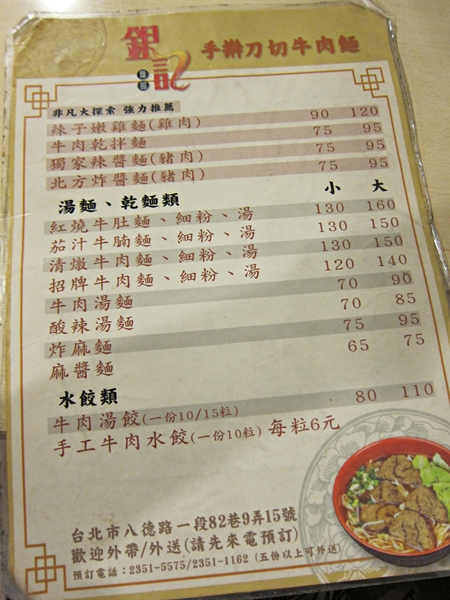 銀記 手擀刀切牛肉麵
非凡大探索 強力推薦
辣子嫩雞麵(雞肉) 90 120
牛肉乾拌麵 75 95
獨家辣醬麵(豬肉) 75 95
北方炸醬麵(豬肉) 75 95
湯麵、乾麵類 小 大
紅燒牛肚麵、細粉、湯 130 160
茄汁牛腩麵、細粉、湯 130 150
清燉牛肉麵、細粉、湯 130 150
招牌牛肉麵、細粉、湯 120 140
牛肉湯麵 70 90
酸辣湯麵 70 85
炸麻麵 75 95
麻醬麵 65 75
水餃類
牛肉湯餃(一份10/15粒) 80 110
手工牛肉水餃(一份10粒) 每粒6元
台北市八德路一段82巷9弄15號
歡迎外帶/外送(請先來電預訂)
預訂電話:2351-5575/2351-1162 (五份以上可外送)